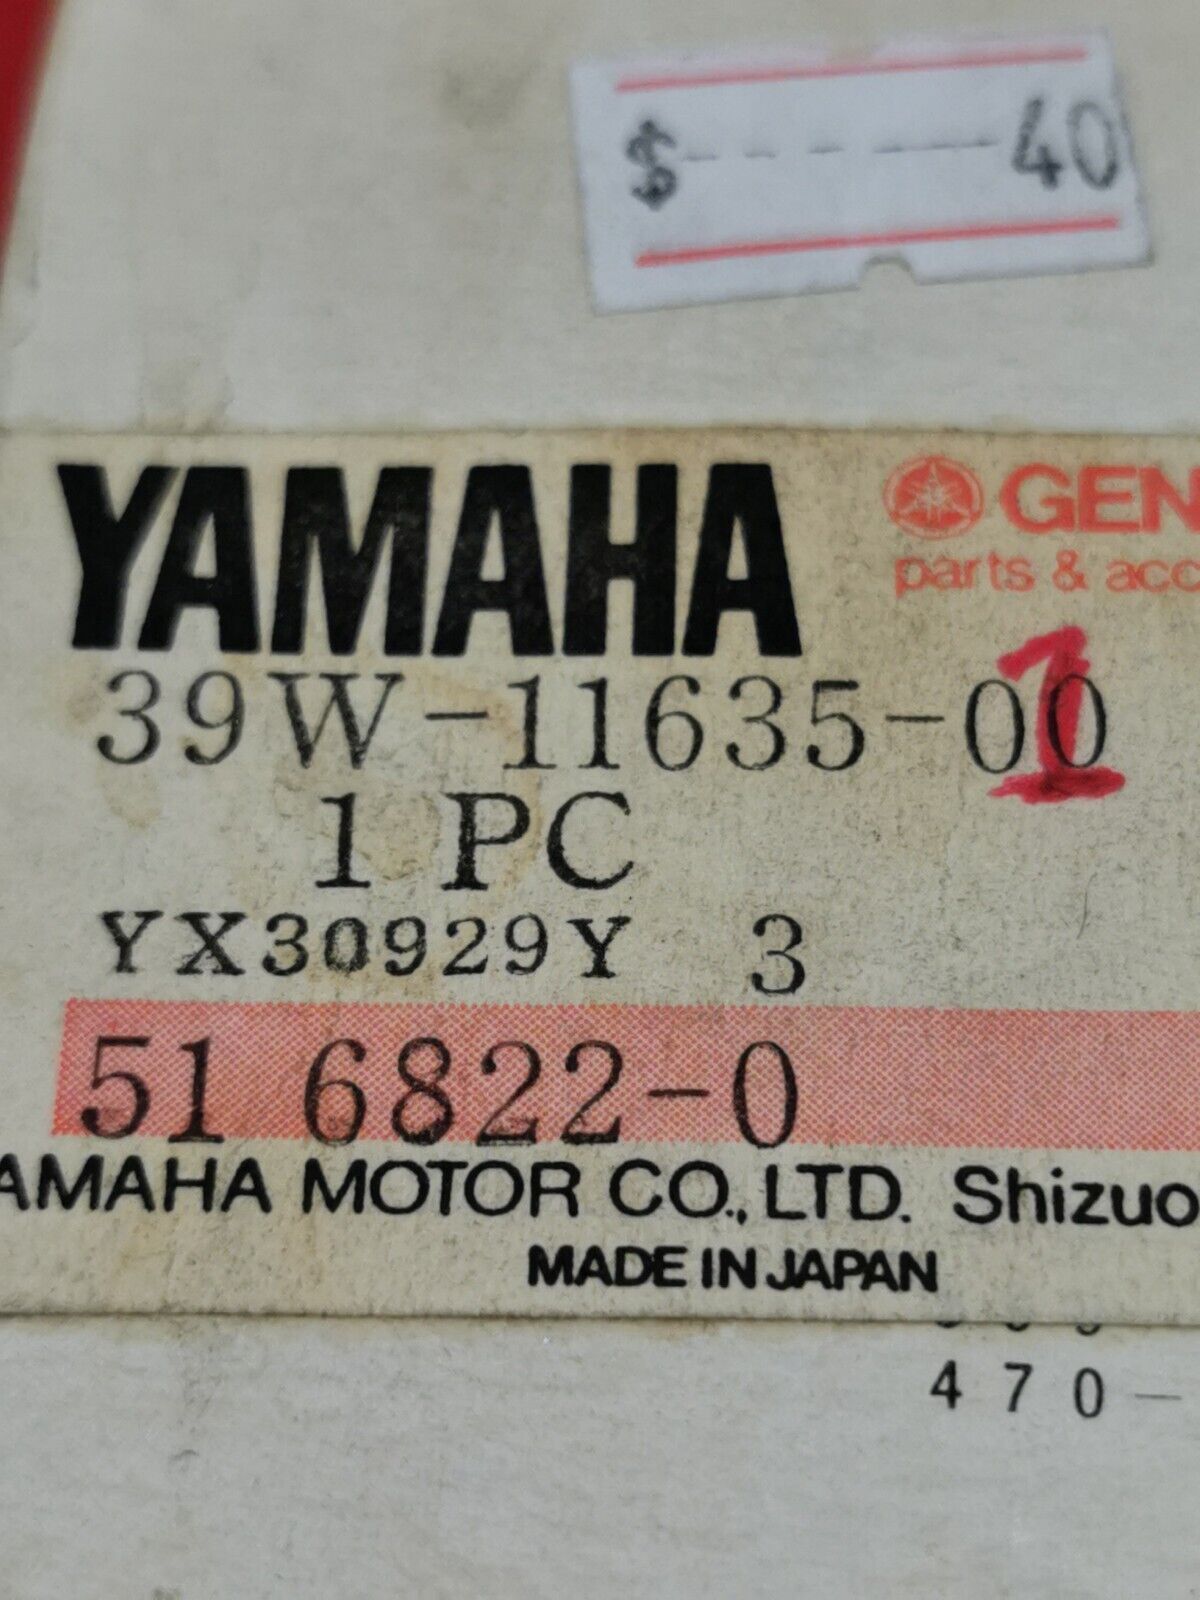 $------40
YAMAHA
GEN
parts & acc
39W-11635-00
1
1 PC
YX30929Y 3
51 6822-0
AMAHA MOTOR CO., LTD. Shizuo
MADE IN JAPAN
470-